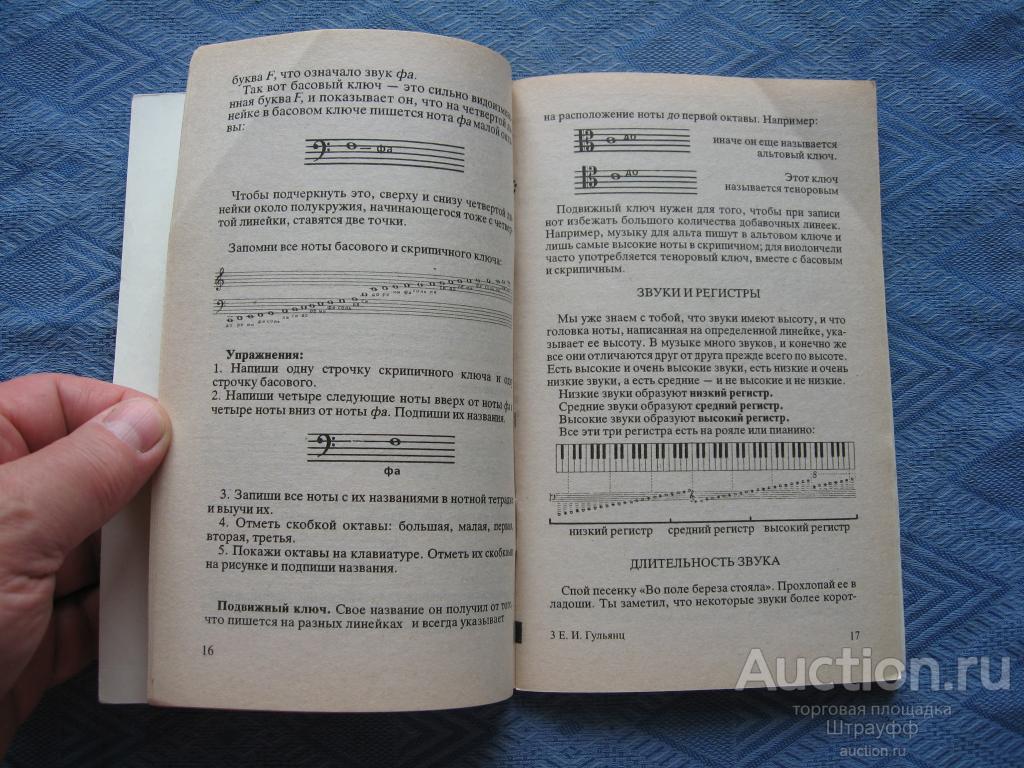 буква F, что означало звук фа.
Так вот басовый ключ — это сильно видоизмен
нная буква F, и показывает он, что на четвертой ли
нейке в басовом ключе пишется нота фа малой окта
вы:
фа
Чтобы подчеркнуть это, сверху и снизу четвертой ли
нейки около полукружия, начинающегося тоже с четвер-
той линейки, ставятся две точки.
Запомни все ноты басового и скрипичного ключа:
Упражнения:
1. Напиши одну строчку скрипичного ключа и од
строчку басового.
2. Напиши четыре следующие ноты вверх от ноты фа и
четыре ноты вниз от ноты фа. Подпиши их названия.
фа
3. Запиши все ноты с их названиями в нотной тетради
и выучи их.
4. Отметь скобкой октавы: большая, малая, первая,
вторая, третья.
5. Покажи октавы на клавиатуре. Отметь их скобками
на рисунке и подпиши названия.
Подвижный ключ. Свое название он получил от того,
что пишется на разных линейках и всегда указывает
16
на расположение ноты до первой октавы. Например:
до
иначе он еще называется
альтовый ключ.
до
Этот ключ
называется теноровым
Подвижный ключ нужен для того, чтобы при записи
нот избежать большого количества добавочных линеек.
Например, музыку для альта пишут в альтовом ключе и
лишь самые высокие ноты в скрипичном; для виолончели
часто употребляется теноровый ключ, вместе с басовым
и скрипичным.
ЗВУКИ И РЕГИСТРЫ
Мы уже знаем с тобой, что звуки имеют высоту, и что
головка ноты, написанная на определенной линейке, ука-
зывает ее высоту. В музыке много звуков, и конечно же
все они отличаются друг от друга прежде всего по высоте.
Есть высокие и очень высокие звуки, есть низкие и очень
низкие звуки, а есть средние — и не высокие и не низкие.
Низкие звуки образуют низкий регистр.
Средние звуки образуют средний регистр.
Высокие звуки образуют высокий регистр.
Все эти три регистра есть на рояле или пианино:
8
низкий регистр средний регистр высокий регистр
ДЛИТЕЛЬНОСТЬ ЗВУКА
Спой песенку «Во поле береза стояла». Прохлопай ее в
ладоши. Ты заметил, что некоторые звуки более корот-
3 Е. И. Гульянц
17
Auction.ru
торговая площадка
Штрауфф
auction.ru